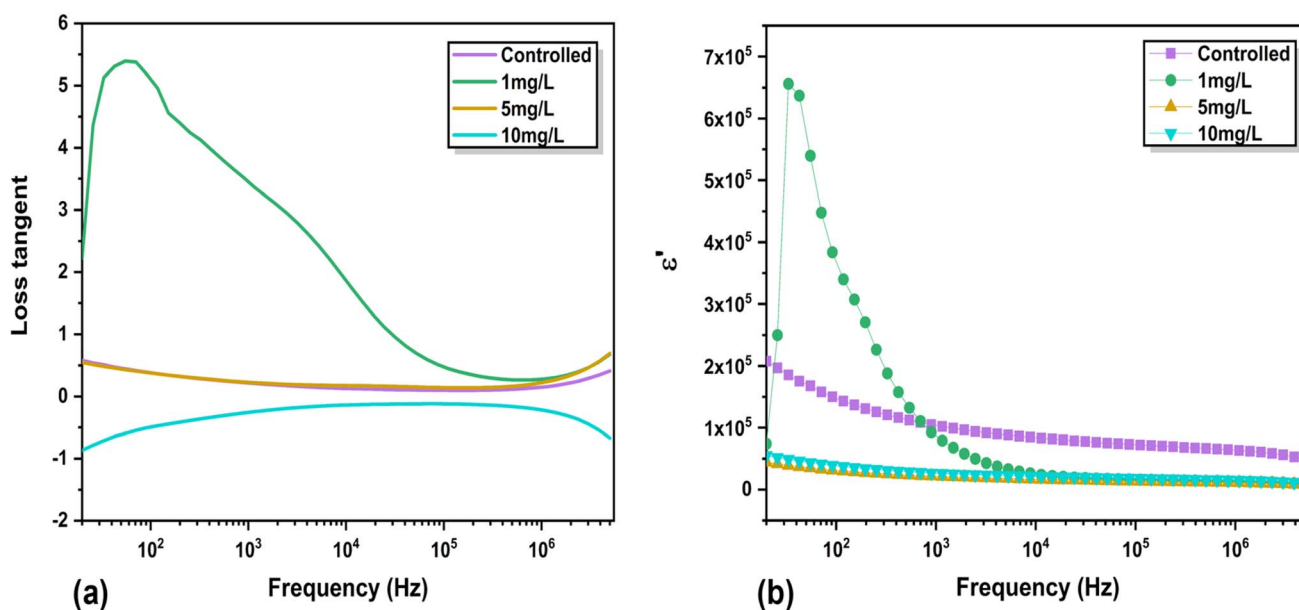 6
5
4
3
2
1
0
-1
-2
Loss tangent
Controlled
1mg/L
5mg/L
10mg/L
10² 10³ 10⁴ 10⁵ 10⁶
(a) Frequency (Hz)
7x10⁵
6x10⁵
5x10⁵
4x10⁵
3x10⁵
2x10⁵
1x10⁵
0
ε'
Controlled
1mg/L
5mg/L
10mg/L
10² 10³ 10⁴ 10⁵ 10⁶
(b) Frequency (Hz)